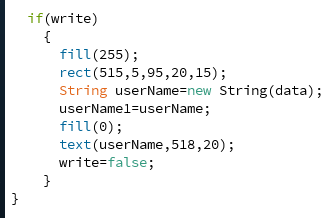 if(write)
{
fill(255);
rect(515,5,95,20,15);
String userName=new String(data);
userName1=userName;
fill(0);
text(userName,518,20);
write=false;
}
}